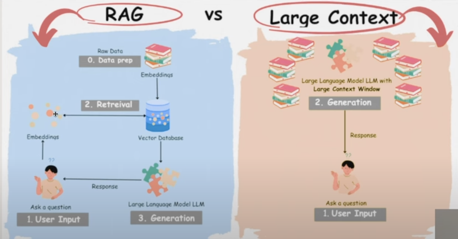 RAG
vs
Large Context
Raw Data
0. Data prep
Embeddings
2. Retreival
Embeddings
Vector Database
Response
Ask a question
1. User Input
Large Language Model LLM
3. Generation
Large Language Model LLM with
Large Context Window
2. Generation
Response
Ask a question
1. User Input